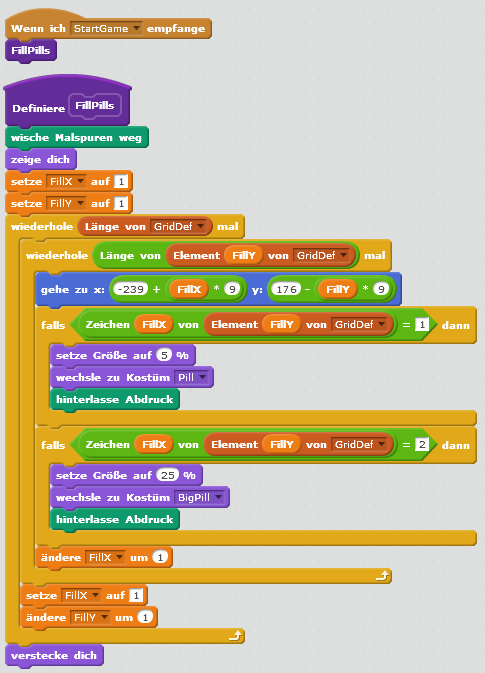 Wenn ich StartGame empfange
FillPills
Definiere FillPills
wische Malspuren weg
zeige dich
setze FillX auf 1
setze FillY auf 1
wiederhole Länge von GridDef mal
wiederhole Länge von Element FillY von GridDef mal
gehe zu x: -239 + FillX * 9 y: 176 - FillY * 9
falls Zeichen FillX von Element FillY von GridDef = 1 dann
setze Größe auf 5 %
wechsle zu Kostüm Pill
hinterlasse Abdruck
falls Zeichen FillX von Element FillY von GridDef = 2 dann
setze Größe auf 25 %
wechsle zu Kostüm BigPill
hinterlasse Abdruck
ändere FillX um 1
setze FillX auf 1
ändere FillY um 1
verstecke dich